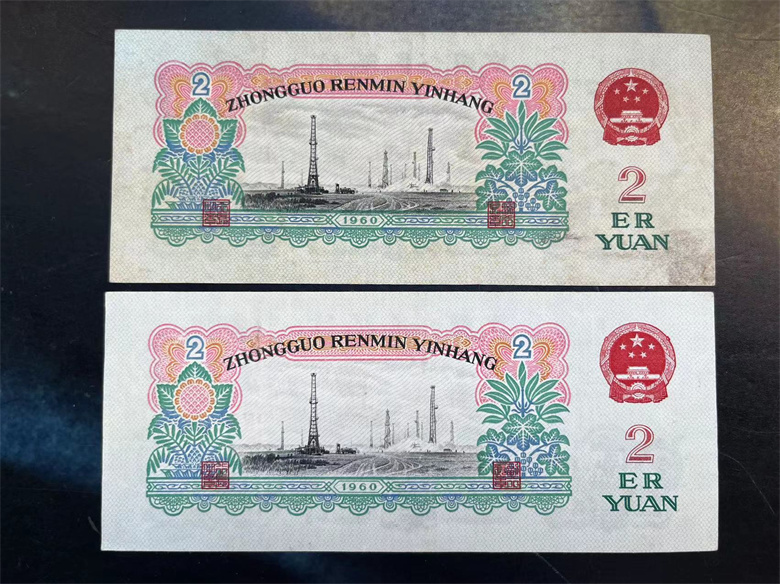 2 ZHONGGUO RENMIN YINHANG 2
2
ER
YUAN
1960
2 ZHONGGUO RENMIN YINHANG 2
2
ER
YUAN
1960